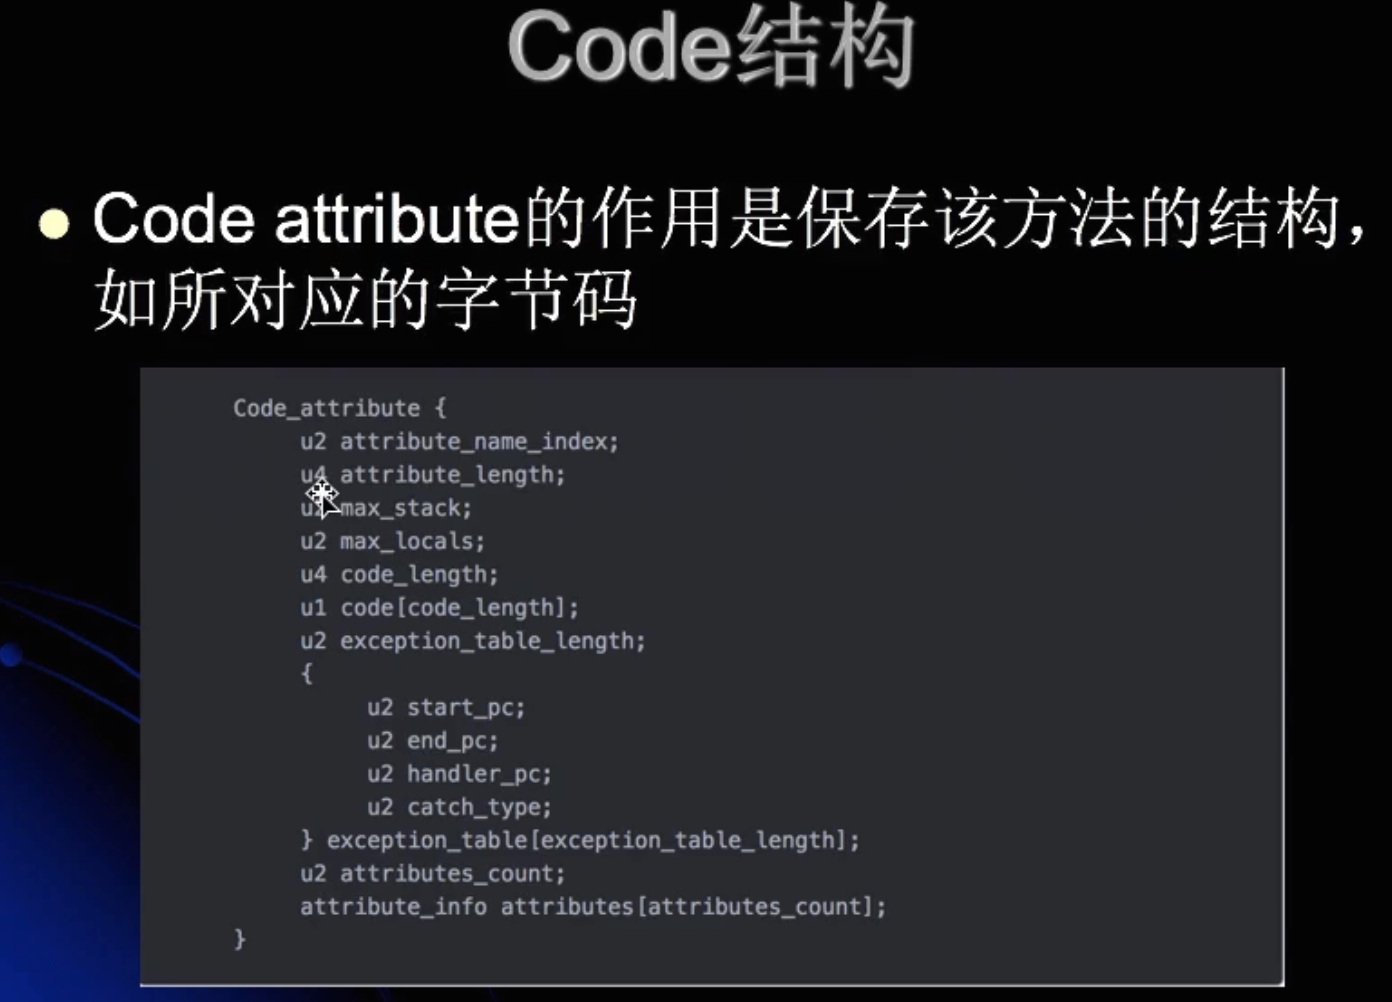 Code结构
Code attribute的作用是保存该方法的结构，
如所对应的字节码
Code_attribute {
u2 attribute_name_index;
u4 attribute_length;
u2 max_stack;
u2 max_locals;
u4 code_length;
u1 code[code_length];
u2 exception_table_length;
{
u2 start_pc;
u2 end_pc;
u2 handler_pc;
u2 catch_type;
} exception_table[exception_table_length];
u2 attributes_count;
attribute_info attributes[attributes_count];
}